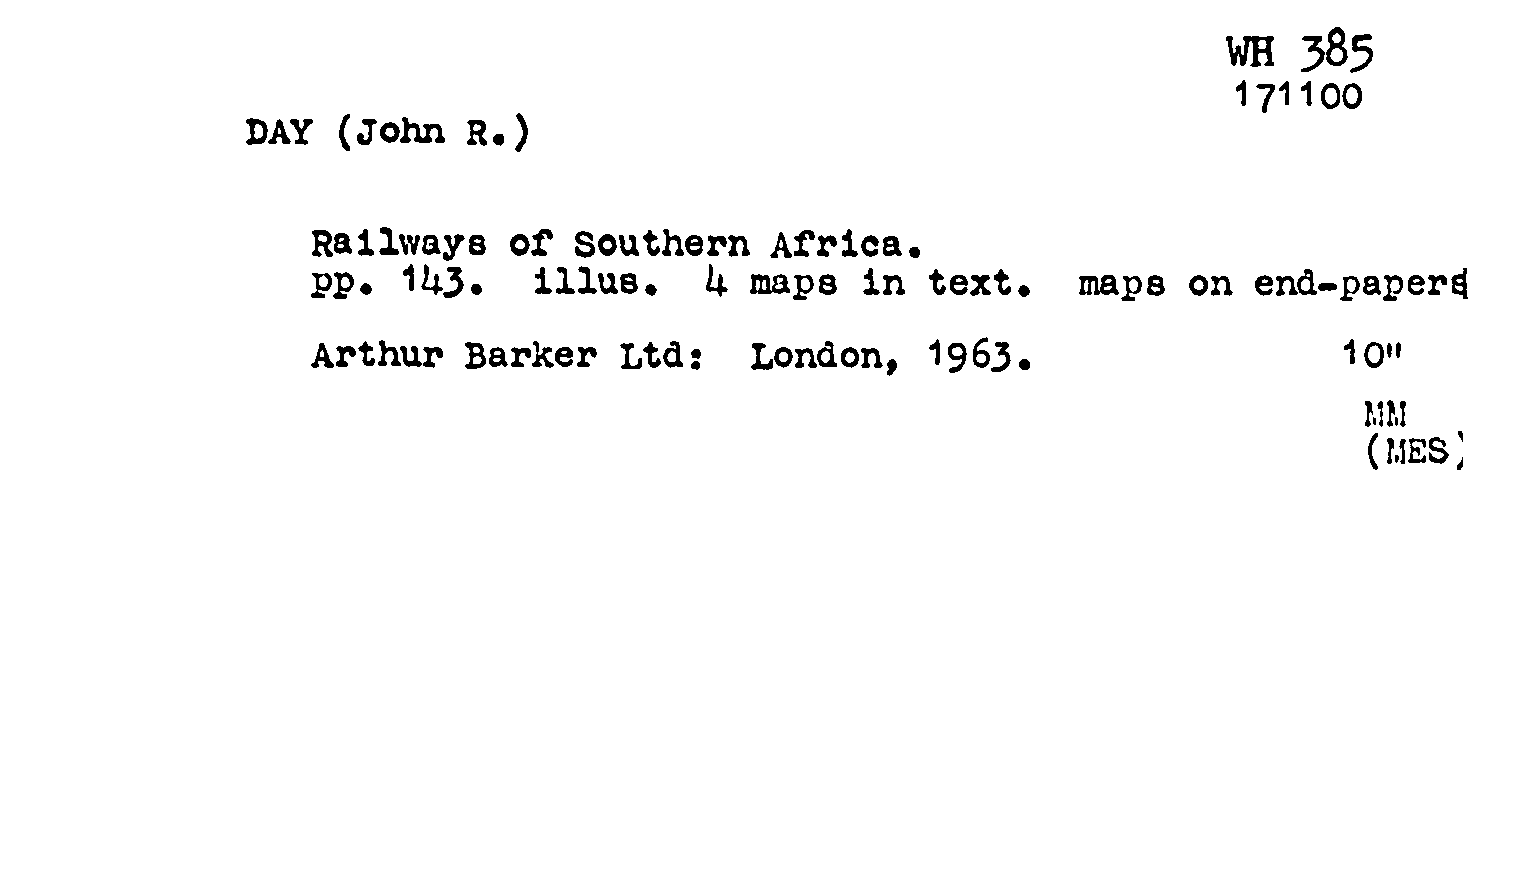 WH 385
171100
DAY (John R.)
Railways of Southern Africa.
pp. 143. illus. 4 maps in text. maps on end-papers
Arthur Barker Ltd: London, 1963. 10"
MM
(MES)